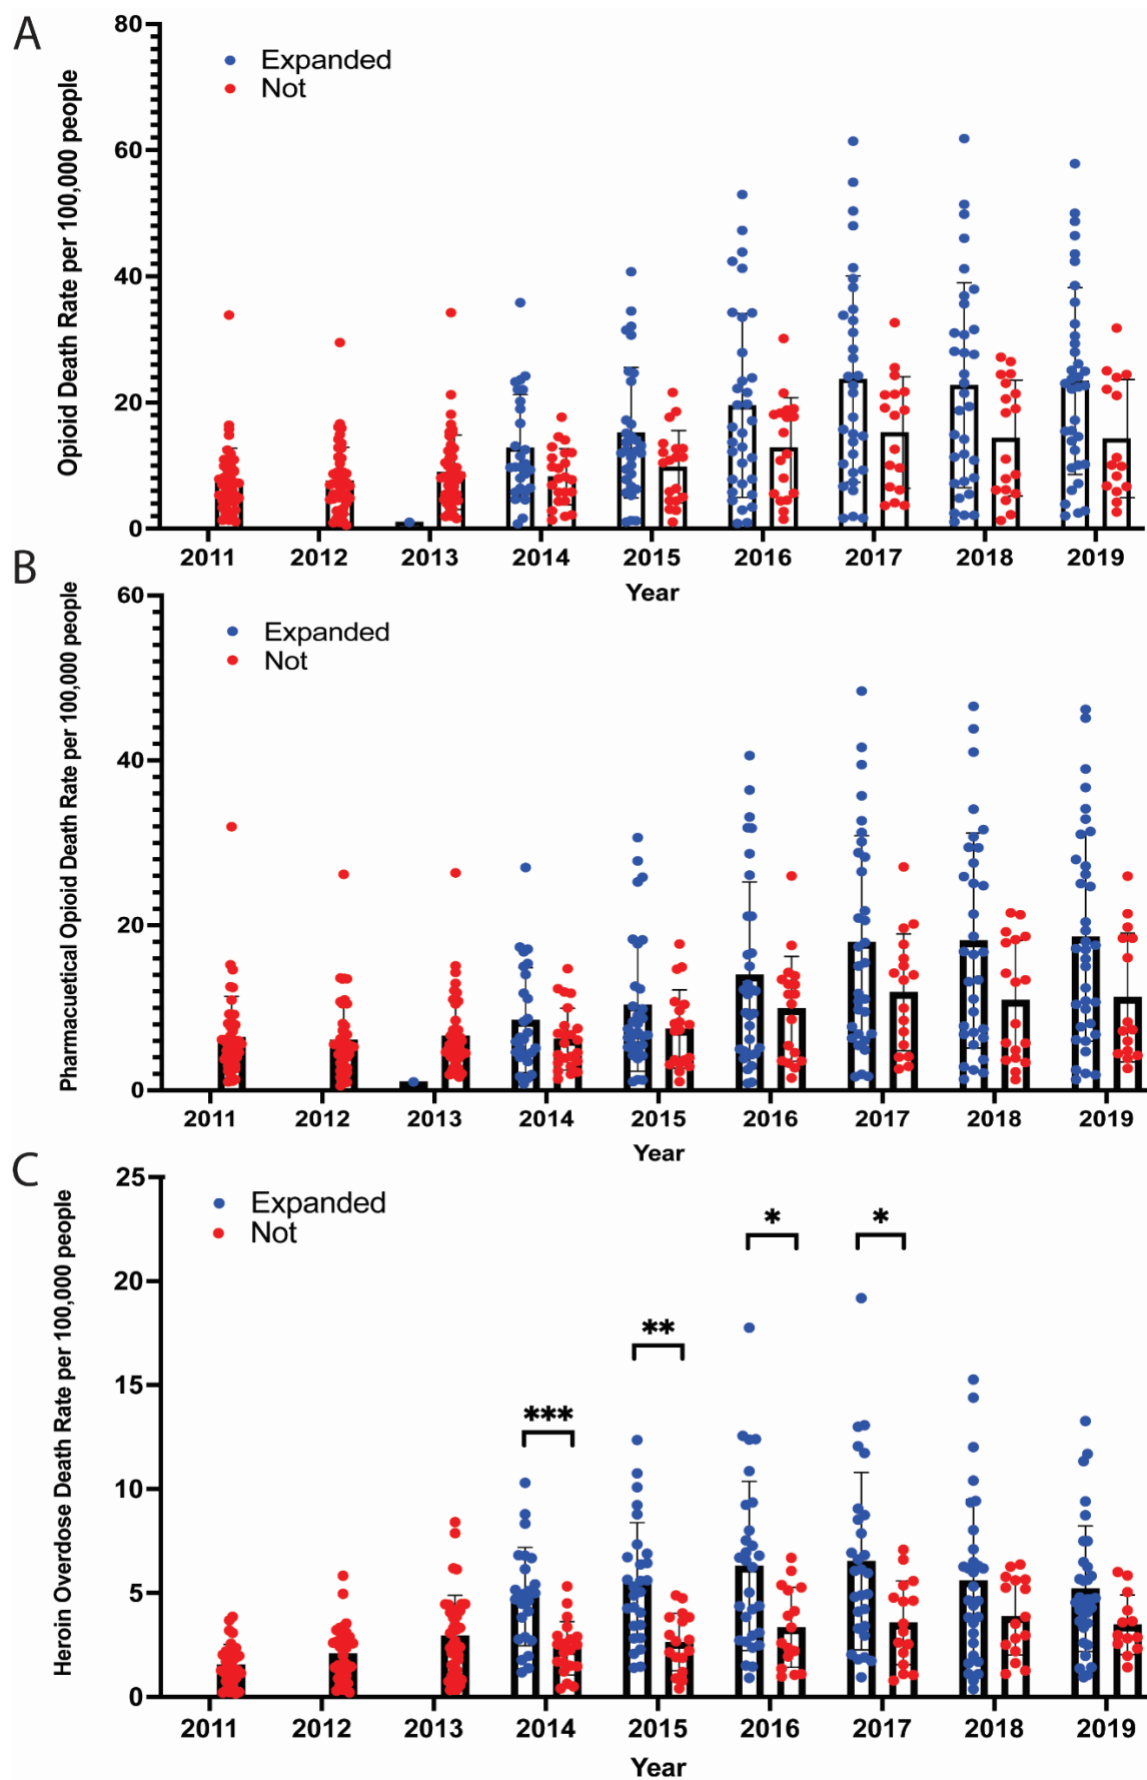 A
80
60
40
20
0
Opioid Death Rate per 100,000 people
Expanded
Not
2011 2012 2013 2014 2015 2016 2017 2018 2019
Year
B
60
40
20
0
Pharmacuetical Opioid Death Rate per 100,000 people
Expanded
Not
2011 2012 2013 2014 2015 2016 2017 2018 2019
Year
C
25
20
15
10
5
0
Heroin Overdose Death Rate per 100,000 people
Expanded
Not
*** ** * *
2011 2012 2013 2014 2015 2016 2017 2018 2019
Year